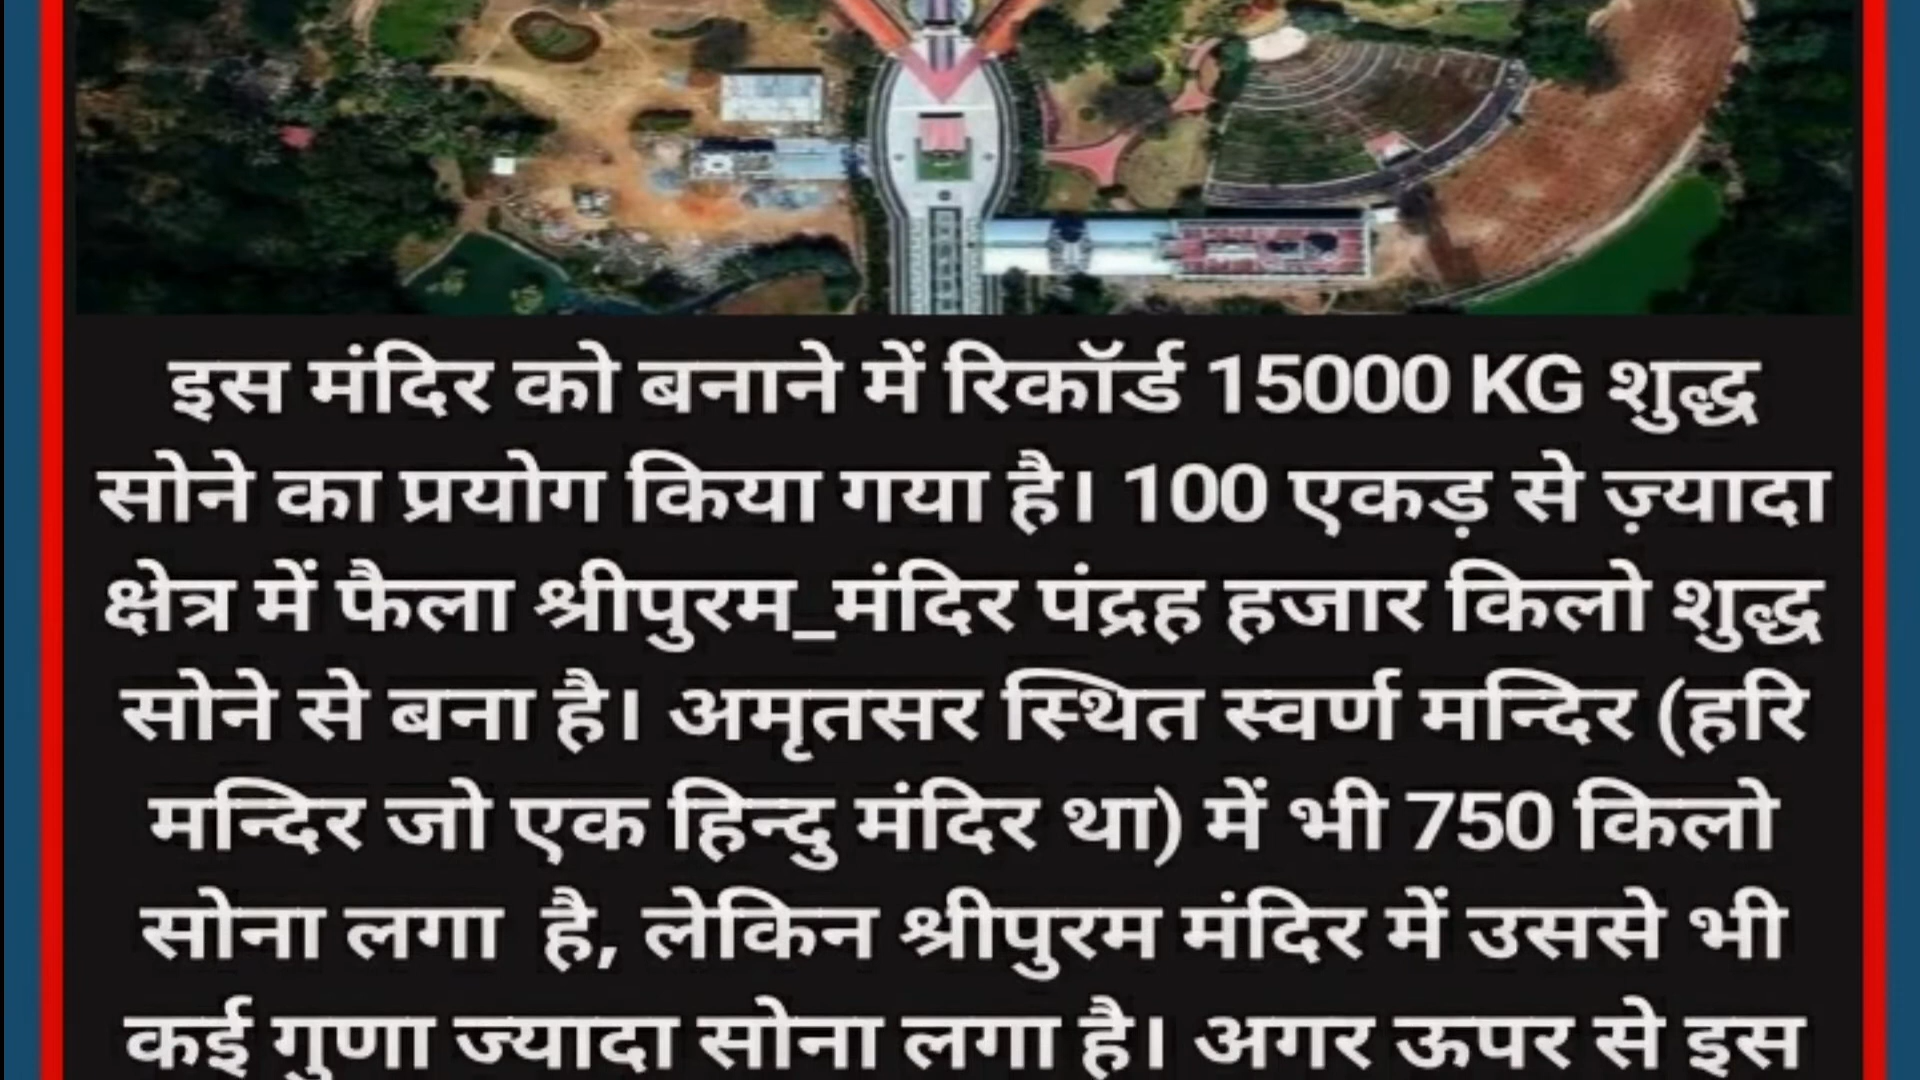 इस मंदिर को बनाने में रिकॉर्ड 15000 KG शुद्ध
सोने का प्रयोग किया गया है। 100 एकड़ से ज़्यादा
क्षेत्र में फैला श्रीपुरम_मंदिर पंद्रह हजार किलो शुद्ध
सोने से बना है। अमृतसर स्थित स्वर्ण मन्दिर (हरि
मन्दिर जो एक हिन्दु मंदिर था) में भी 750 किलो
सोना लगा है, लेकिन श्रीपुरम मंदिर में उससे भी
कई गुणा ज्यादा सोना लगा है। अगर ऊपर से इस